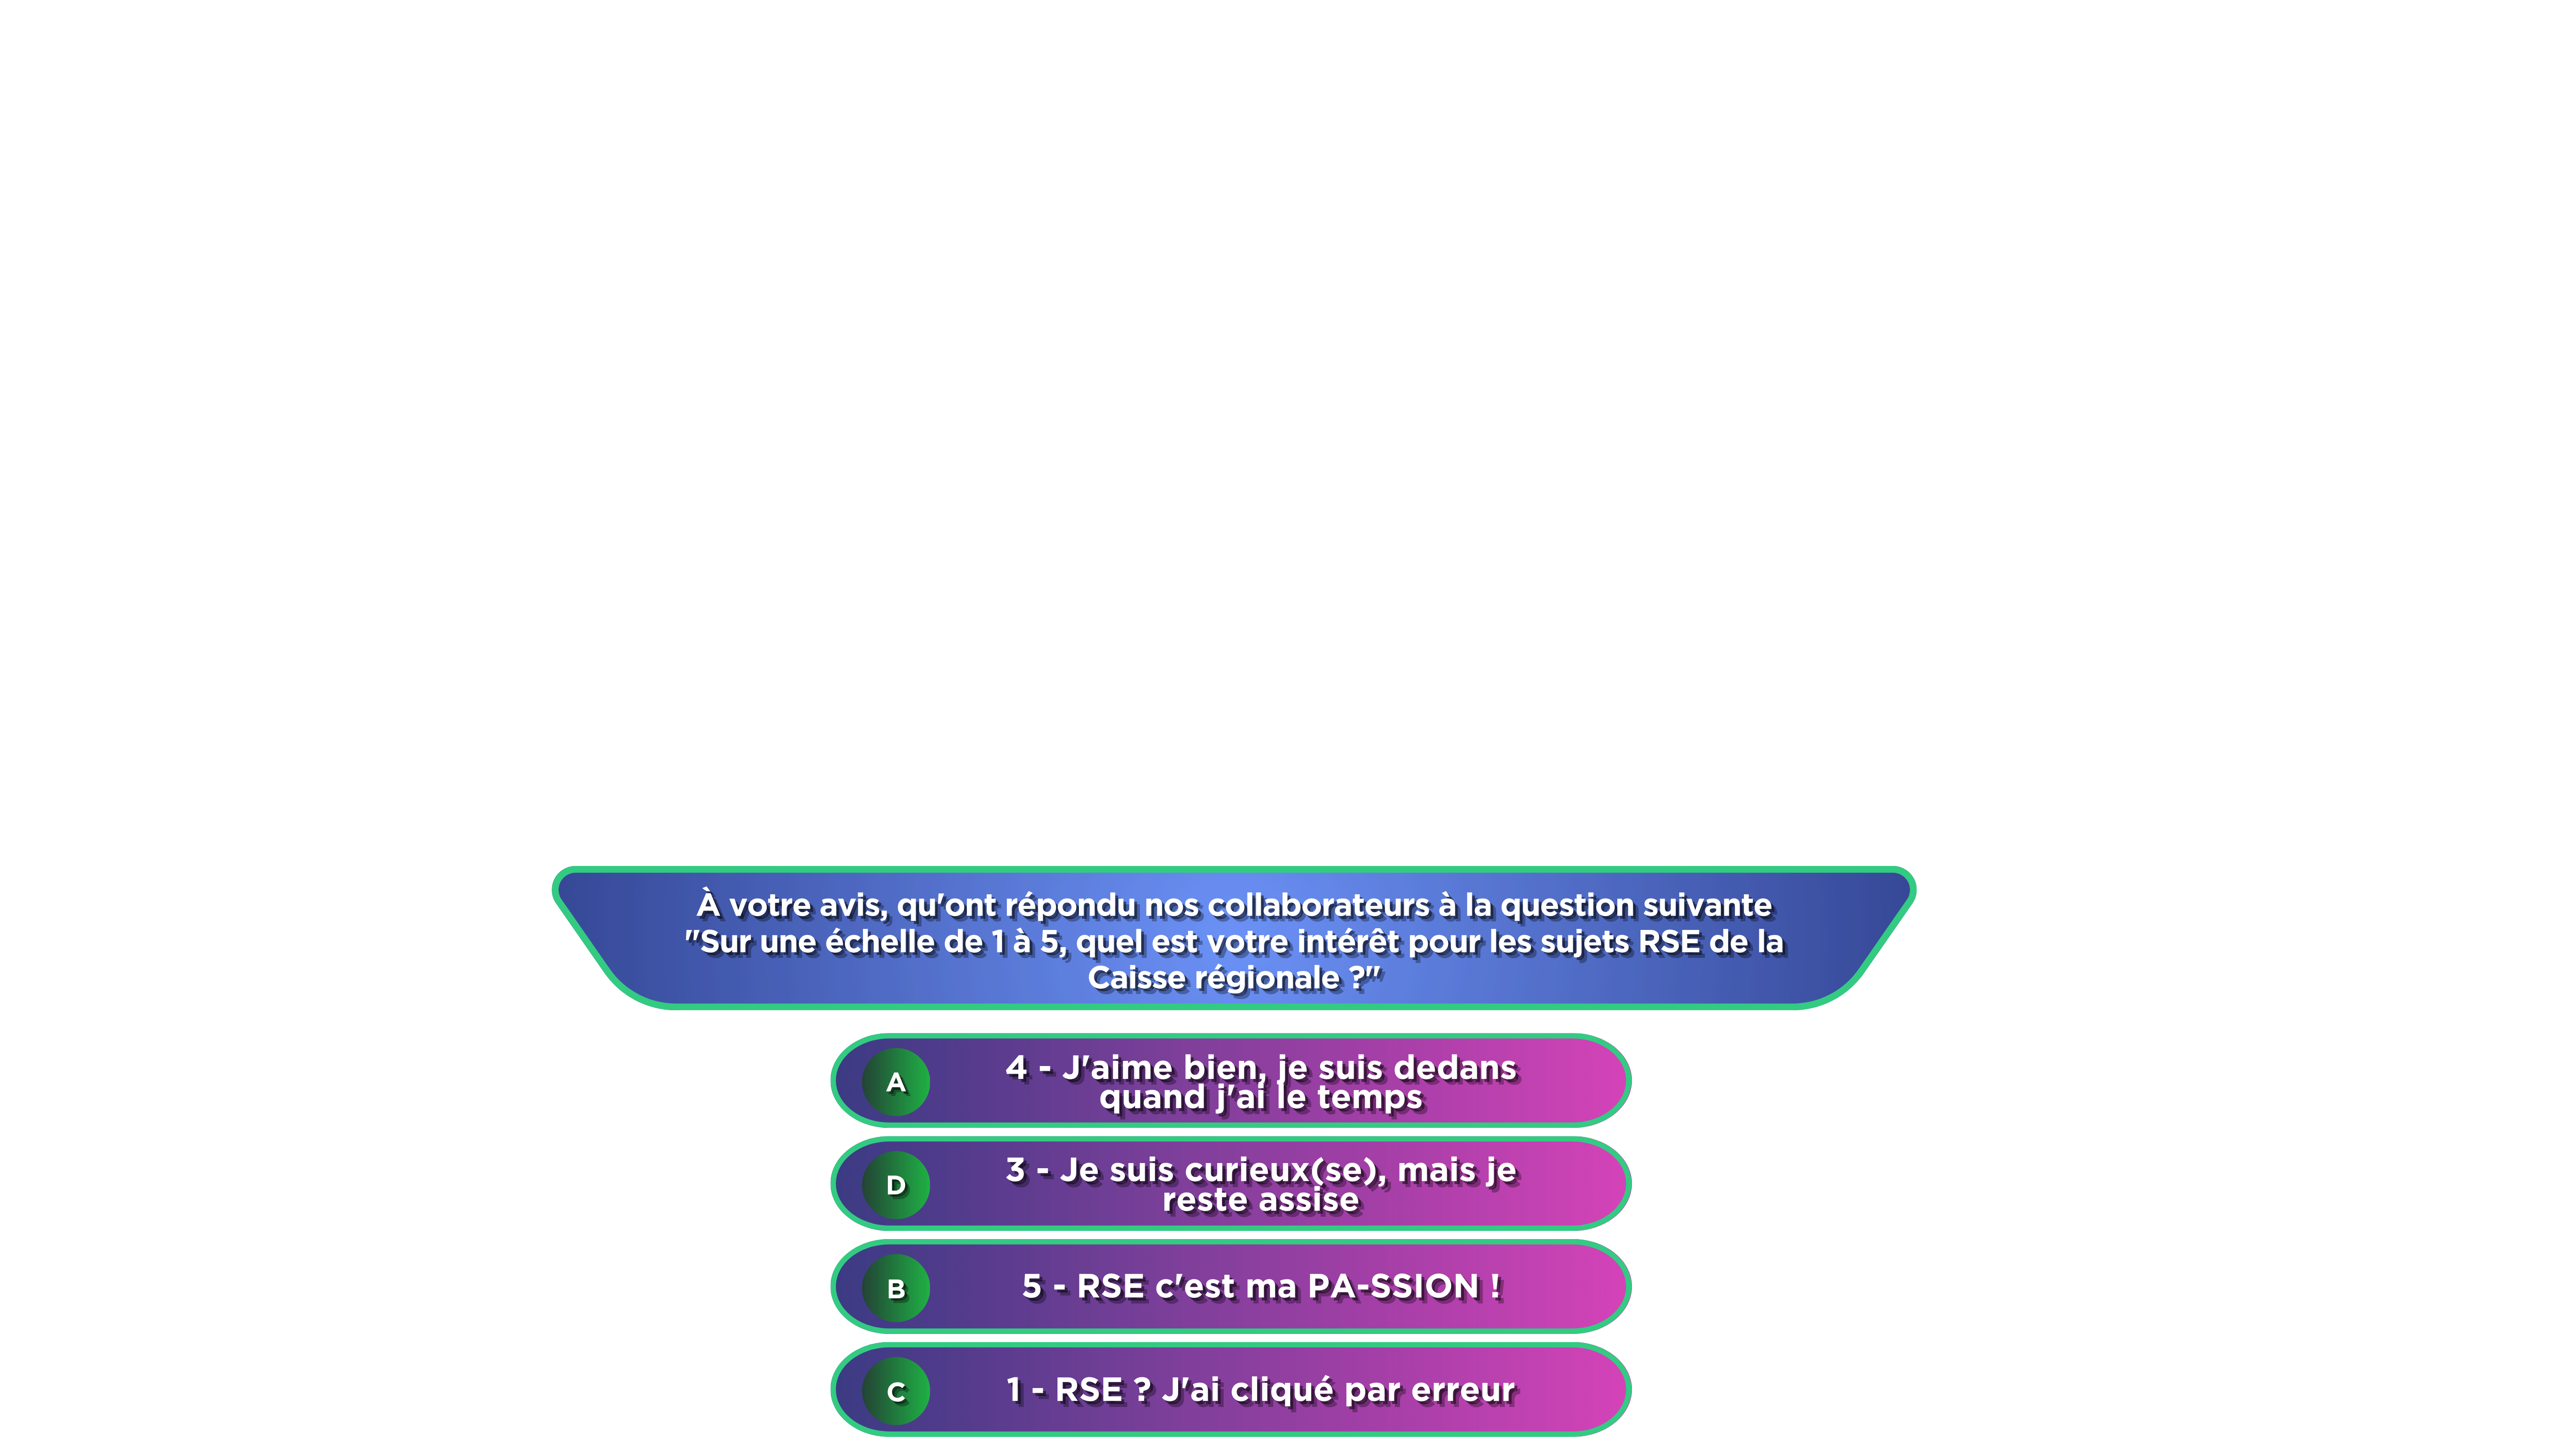 À votre avis, qu'ont répondu nos collaborateurs à la question suivante
"Sur une échelle de 1 à 5, quel est votre intérêt pour les sujets RSE de la
Caisse régionale ?"
A
4 - J'aime bien, je suis dedans
quand j'ai le temps
D
3 - Je suis curieux(se), mais je
reste assise
B
5 - RSE c'est ma PA-SSION !
C
1 - RSE ? J'ai cliqué par erreur